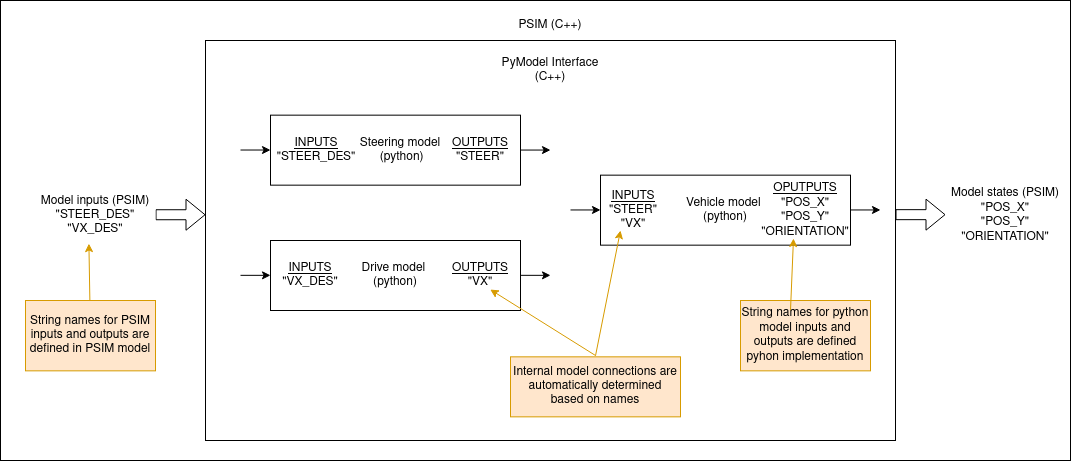 PSIM (C++)
PyModel Interface
(C++)
INPUTS
"STEER_DES"
Steering model
(python)
OUTPUTS
"STEER"
Model inputs (PSIM)
"STEER_DES"
"VX_DES"
INPUTS
"STEER"
"VX"
Vehicle model
(python)
OPUTPUTS
"POS_X"
"POS_Y"
"ORIENTATION"
Model states (PSIM)
"POS_X"
"POS_Y"
"ORIENTATION"
INPUTS
"VX_DES"
Drive model
(python)
OUTPUTS
"VX"
String names for PSIM
inputs and outputs are
defined in PSIM model
Internal model connections are
automatically determined
based on names
String names for python
model inputs and
outputs are defined
pyhon implementation